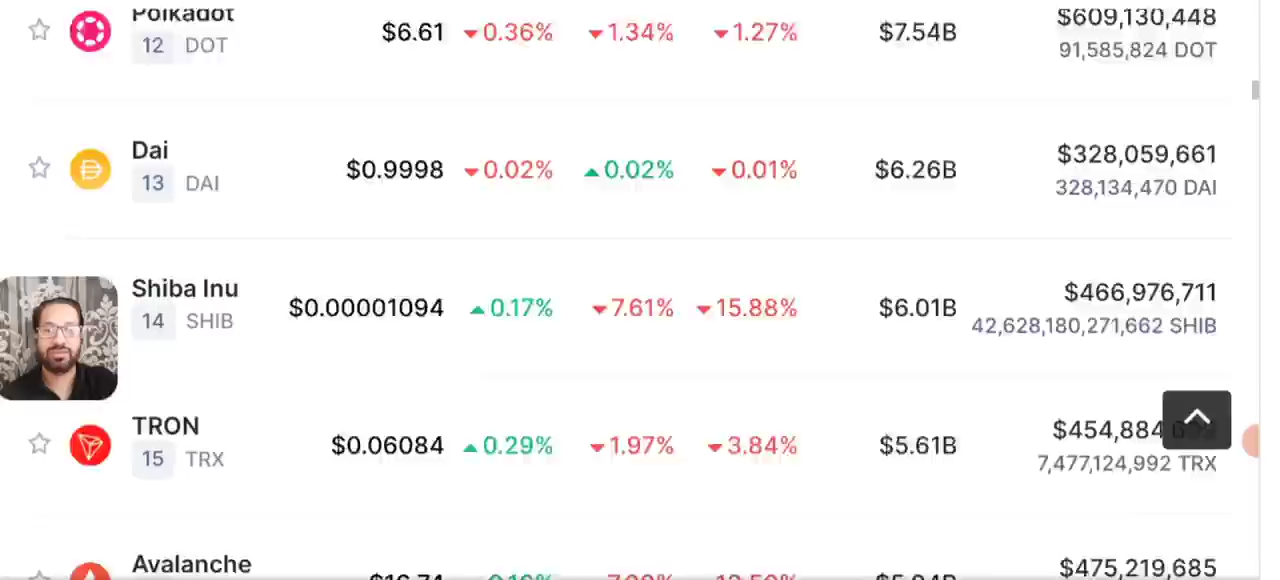 Polkadot
12 DOT
$6.61 0.36% 1.34% 1.27% $7.54B
$609,130,448
91,585,824 DOT
Dai
13 DAI
$0.9998 0.02% 0.02% 0.01% $6.26B
$328,059,661
328,134,470 DAI
Shiba Inu
14 SHIB
$0.00001094 0.17% 7.61% 15.88% $6.01B
$466,976,711
42,628,180,271,662 SHIB
TRON
15 TRX
$0.06084 0.29% 1.97% 3.84% $5.61B
$454,884
7,477,124,992 TRX
Avalanche
$475,219,685